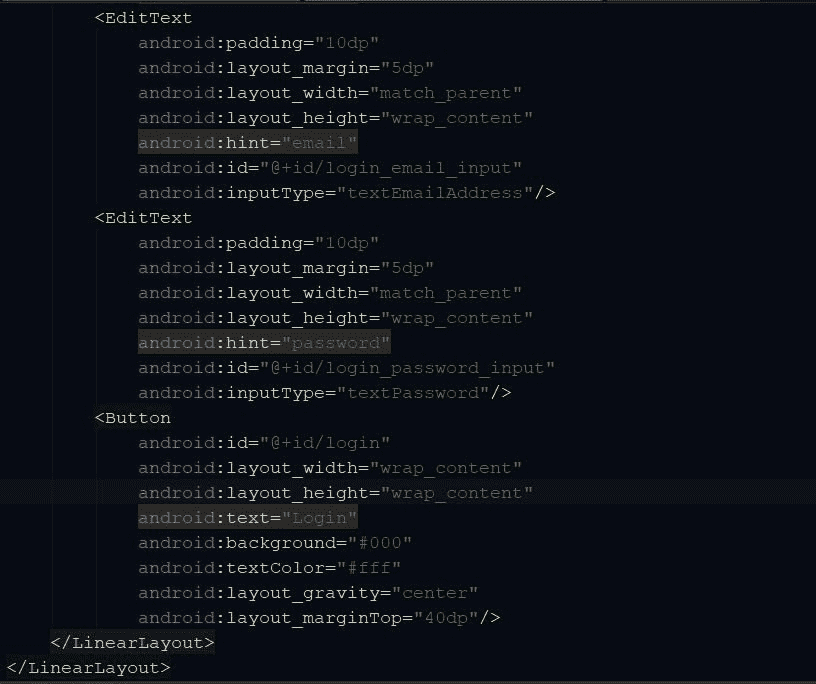 <EditText
android:padding="10dp"
android:layout_margin="5dp"
android:layout_width="match_parent"
android:layout_height="wrap_content"
android:hint="email"
android:id="@+id/login_email_input"
android:inputType="textEmailAddress"/>
<EditText
android:padding="10dp"
android:layout_margin="5dp"
android:layout_width="match_parent"
android:layout_height="wrap_content"
android:hint="password"
android:id="@+id/login_password_input"
android:inputType="textPassword"/>
<Button
android:id="@+id/login"
android:layout_width="wrap_content"
android:layout_height="wrap_content"
android:text="Login"
android:background="#000"
android:textColor="#fff"
android:layout_gravity="center"
android:layout_marginTop="40dp"/>
</LinearLayout>
</LinearLayout>